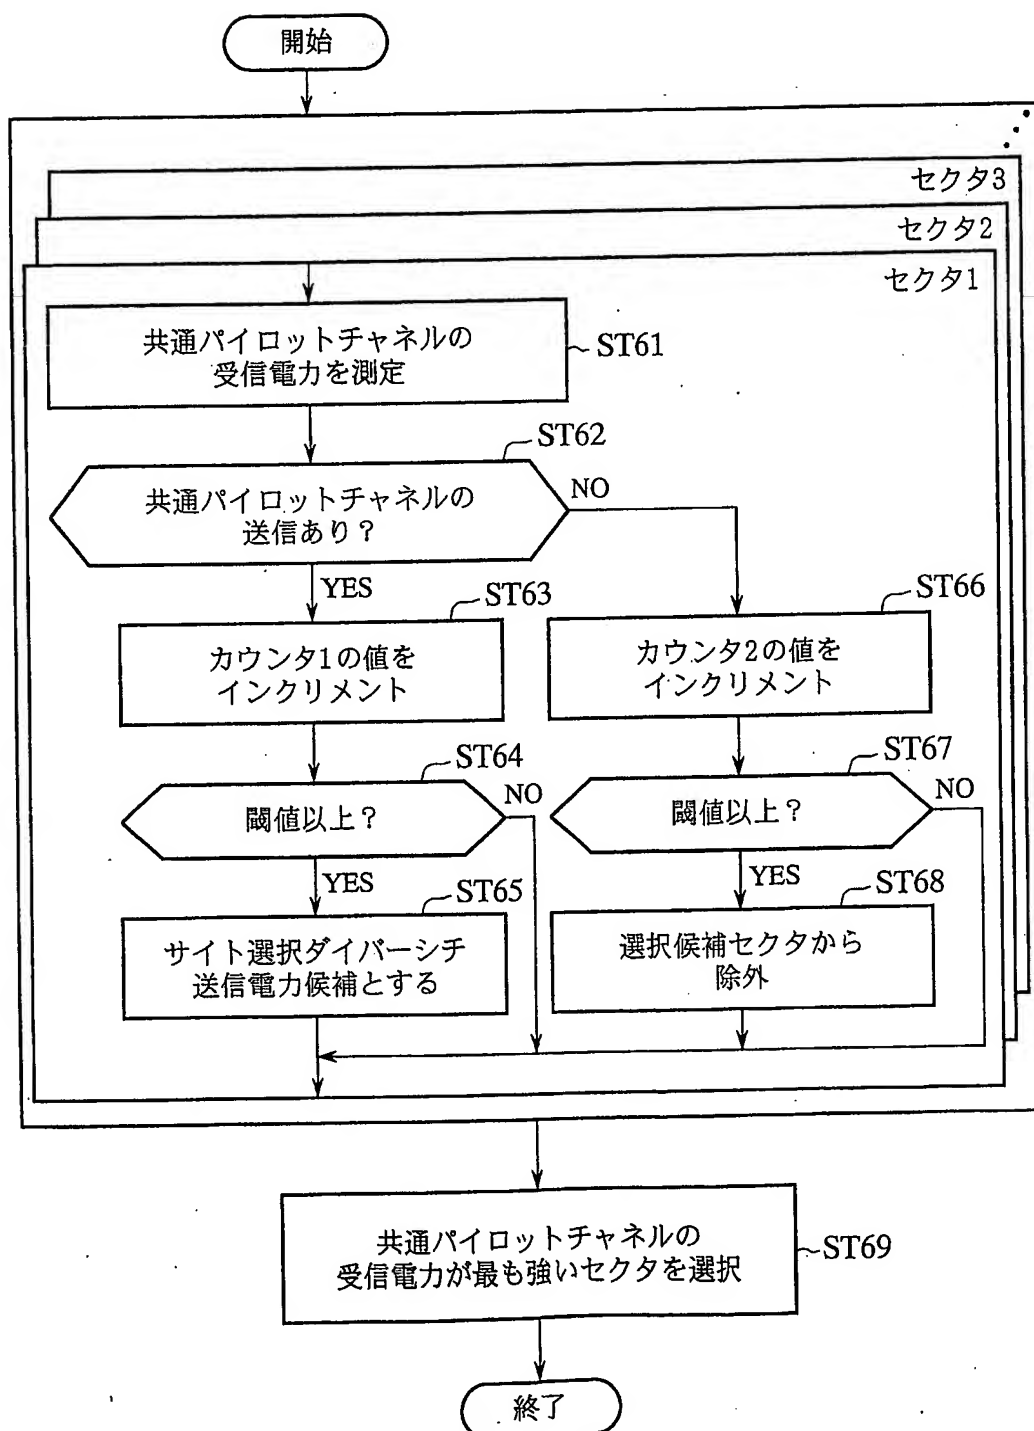 開始
セクタ3
セクタ2
セクタ1
共通パイロットチャネルの
受信電力を測定
ST61
ST62
共通パイロットチャネルの
送信あり?
NO
YES
ST63
カウンタ1の値を
インクリメント
ST66
カウンタ2の値を
インクリメント
ST64
閾値以上?
NO
YES
ST67
閾値以上?
NO
YES
ST65
サイト選択ダイバーシチ
送信電力候補とする
ST68
選択候補セクタから
除外
共通パイロットチャネルの
受信電力が最も強いセクタを選択
ST69
終了